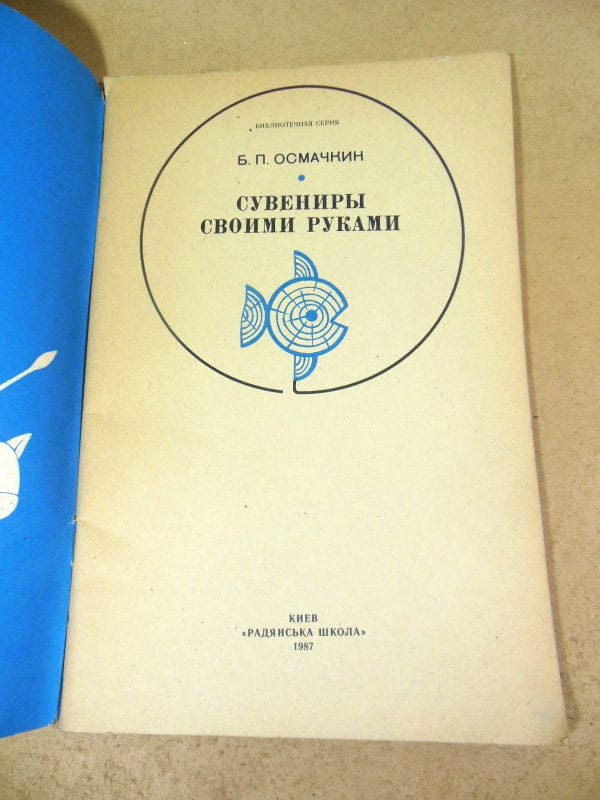 БИБЛИОТЕЧНАЯ СЕРИЯ
Б. П. ОСМАЧКИН
СУВЕНИРЫ
СВОИМИ РУКАМИ
КИЕВ
«РАДЯНСЬКА ШКОЛА»
1987